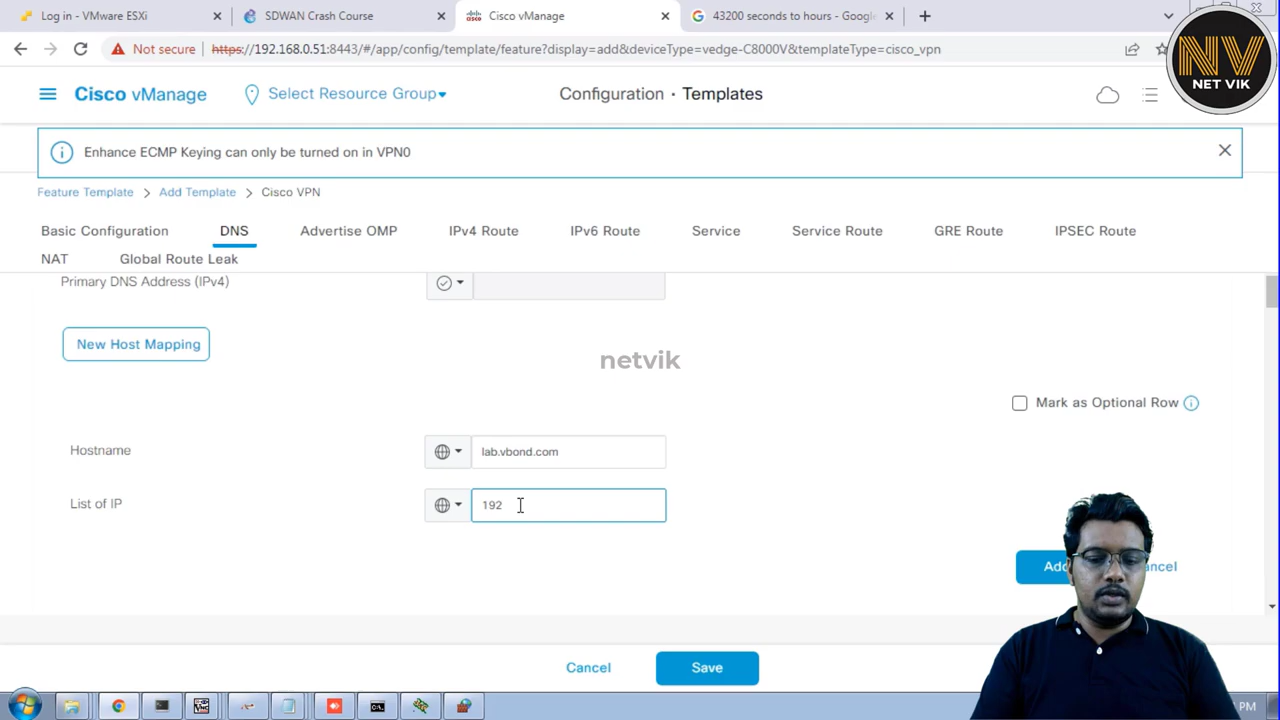 Log in - VMware ESXi
SDWAN Crash Course
Cisco vManage
43200 seconds to hours - Google
Not secure
https://192.168.0.51:8443/#/app/config/template/feature?display=add&deviceType=vedge-C8000V&templateType=cisco_vpn
NV
NET VIK
Cisco vManage
Select Resource Group
Configuration · Templates
Enhance ECMP Keying can only be turned on in VPN0
Feature Template > Add Template > Cisco VPN
Basic Configuration
DNS
Advertise OMP
IPv4 Route
IPv6 Route
Service
Service Route
GRE Route
IPSEC Route
NAT
Global Route Leak
Primary DNS Address (IPv4)
New Host Mapping
netvik
Mark as Optional Row
Hostname
lab.vbond.com
List of IP
192
Cancel
Save
PM